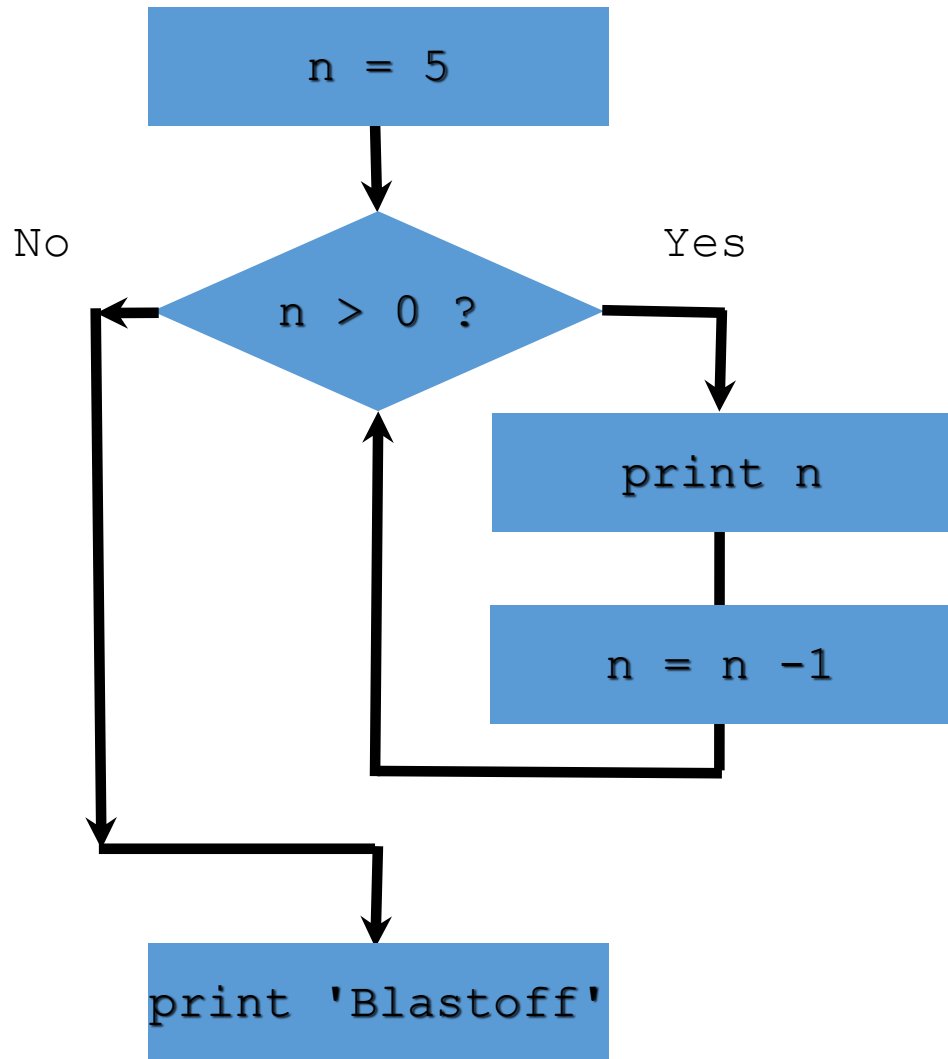 n = 5
No
Yes
n > 0 ?
print n
n = n -1
print 'Blastoff'